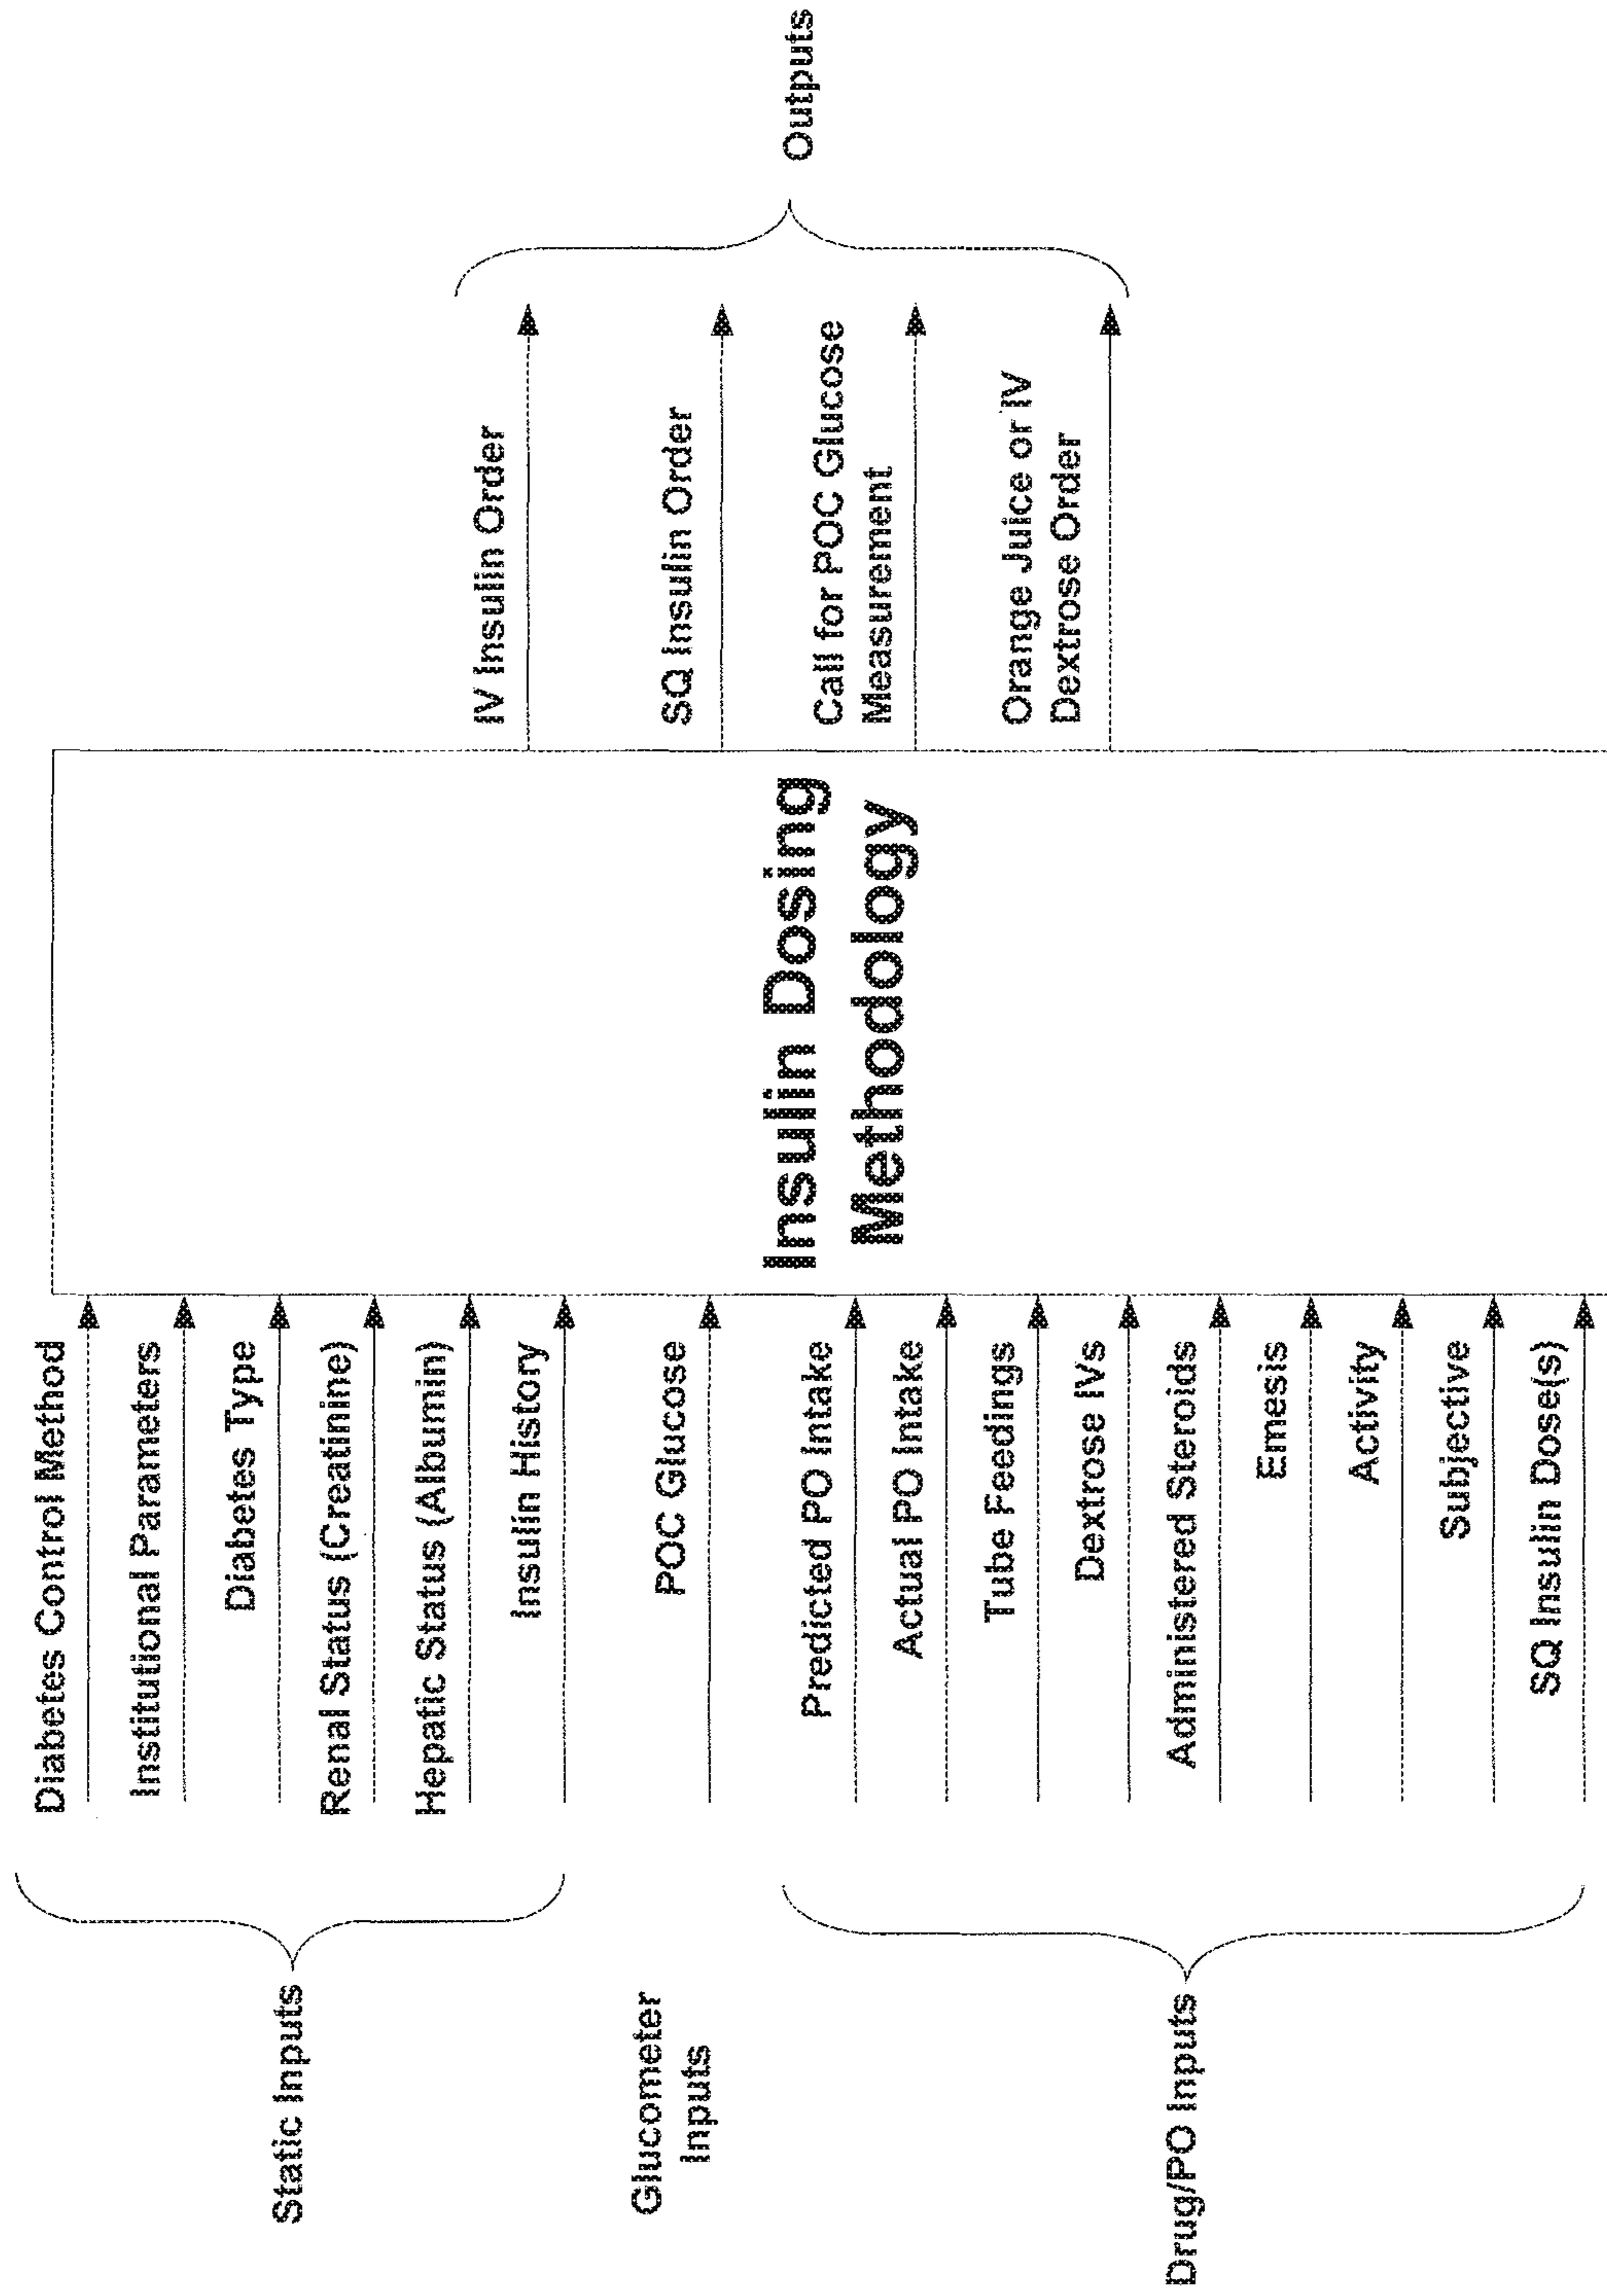 Static Inputs
Diabetes Control Method
Institutional Parameters
Diabetes Type
Renal Status (Creatinine)
Hepatic Status (Albumin)
Insulin History
Glucometer
Inputs
POC Glucose
Drug/PO Inputs
Predicted PO Intake
Actual PO Intake
Tube Feedings
Dextrose IVs
Administered Steroids
Emesis
Activity
Subjective
SQ Insulin Dose(s)
Insulin Dosing
Methodology
IV Insulin Order
SQ Insulin Order
Call for POC Glucose
Measurement
Orange Juice or IV
Dextrose Order
Outputs